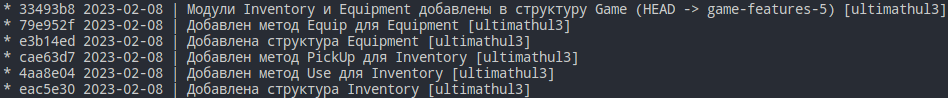 * 33493b8 2023-02-08 | Модули Inventory и Equipment добавлены в структуру Game (HEAD -> game-features-5) [ultimathul3]
* 79e952f 2023-02-08 | Добавлен метод Equip для Equipment [ultimathul3]
* e3b14ed 2023-02-08 | Добавлена структура Equipment [ultimathul3]
* cae63d7 2023-02-08 | Добавлен метод PickUp для Inventory [ultimathul3]
* 4aa8e04 2023-02-08 | Добавлен метод Use для Inventory [ultimathul3]
* eac5e30 2023-02-08 | Добавлена структура Inventory [ultimathul3]